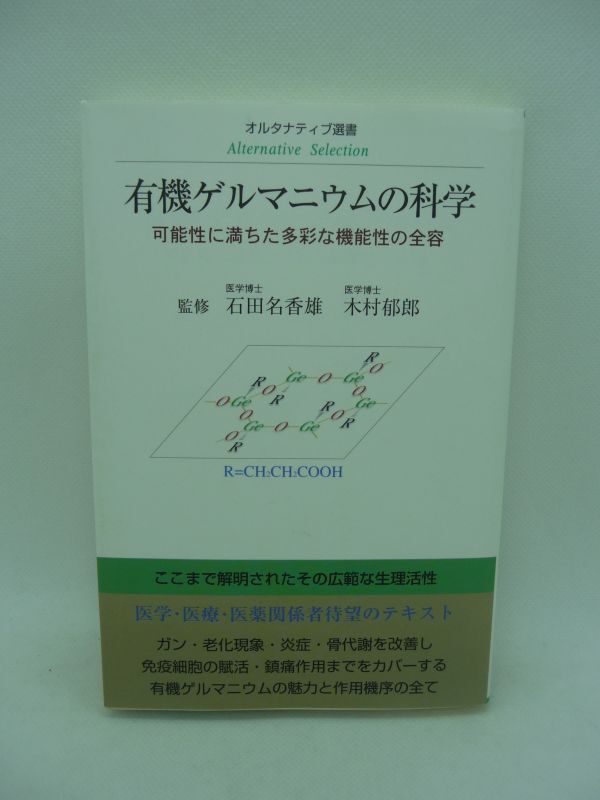 オルタナティブ選書
Alternative Selection
有機ゲルマニウムの科学
可能性に満ちた多彩な機能性の全容
医学博士 医学博士
監修 石田名香雄 木村郁郎
R O
R Ge O Ge
O Ge O R O
O R R Ge
O Ge O Ge O R
R
R=CH₂CH₂COOH
ここまで解明されたその広範な生理活性
医学・医療・医薬関係者待望のテキスト
ガン・老化現象・炎症・骨代謝を改善し
免疫細胞の賦活・鎮痛作用までをカバーする
有機ゲルマニウムの魅力と作用機序の全て